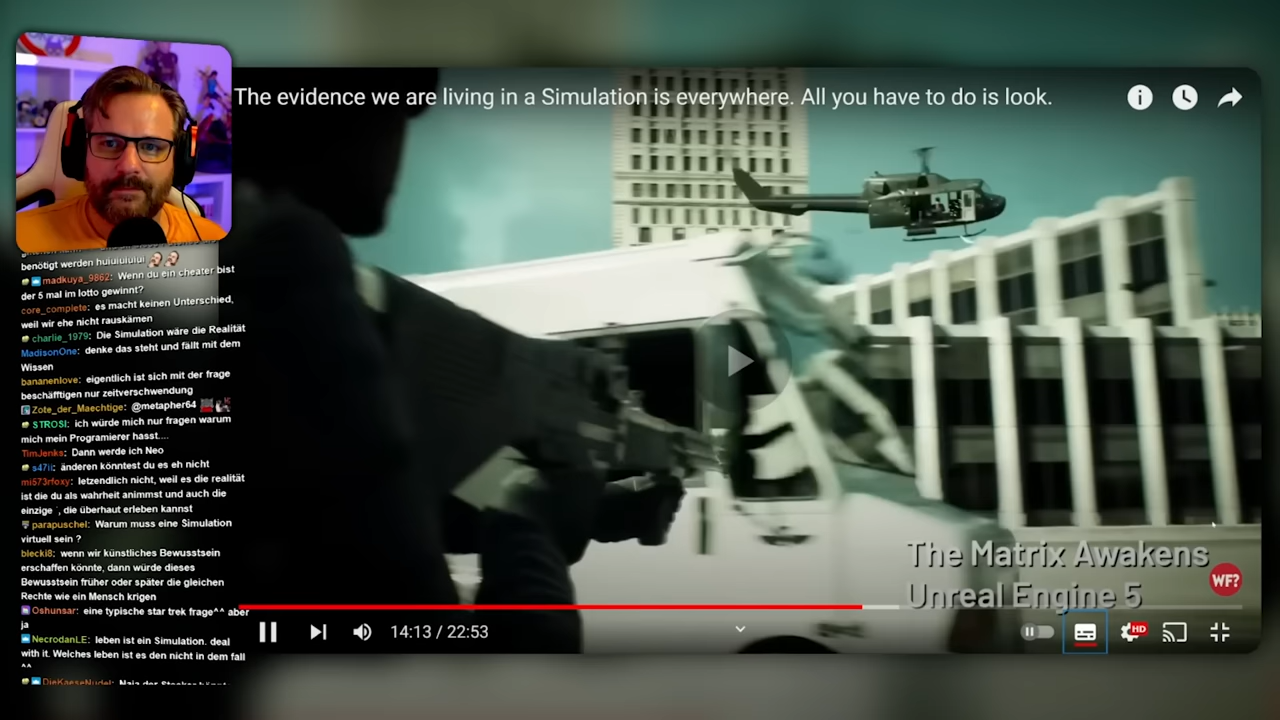 The evidence we are living in a Simulation is everywhere. All you have to do is look.
benötigt werden huiuiuiuiui
madkuya_9862: Wenn du ein cheater bist
der 5 mal im lotto gewinnt?
core_complete: es macht keinen Unterschied,
weil wir ehe nicht rauskämen
charlie_1979: Die Simulation wäre die Realität
MadisonOne: denke das steht und fällt mit dem
Wissen
bananenlove: eigentlich ist sich mit der frage
beschäfftigen nur zeitverschwendung
Zote_der_Maechtige: @metapher64
STROSI: ich würde mich nur fragen warum
mich mein Programierer hasst....
TimJenks: Dann werde ich Neo
s47ii: änderen könntest du es eh nicht
mi573rfoxy: letzendlich nicht, weil es die realität
ist die du als wahrheit animmst und auch die
einzige , die überhaut erleben kannst
parapuschel: Warum muss eine Simulation
virtuell sein ?
blecki8: wenn wir künstliches Bewusstsein
erschaffen könnte, dann würde dieses
Bewusstsein früher oder später die gleichen
Rechte wie ein Mensch krigen
Oshunsar: eine typische star trek frage^^ aber
ja
NecrodanLE: leben ist ein Simulation. deal
with it. Welches leben ist es den nicht in dem fall
^^
DieKaeseNudel: Naja der Stecker
The Matrix Awakens
Unreal Engine 5
WF?
14:13 / 22:53
HD